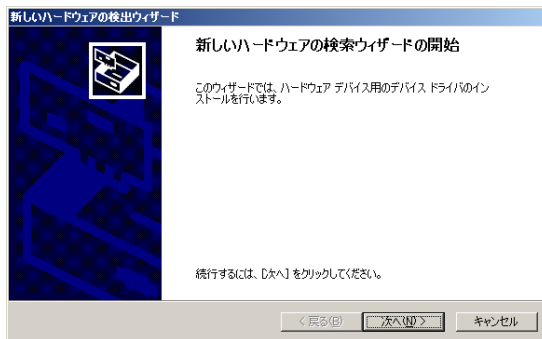 新しいハードウェアの検出ウィザード
新しいハードウェアの検索ウィザードの開始
このウィザードでは、ハードウェア デバイス用のデバイス ドライバのイン
ストールを行います。
続行するには、[次へ] をクリックしてください。
< 戻る(B)
次へ(N) >
キャンセル